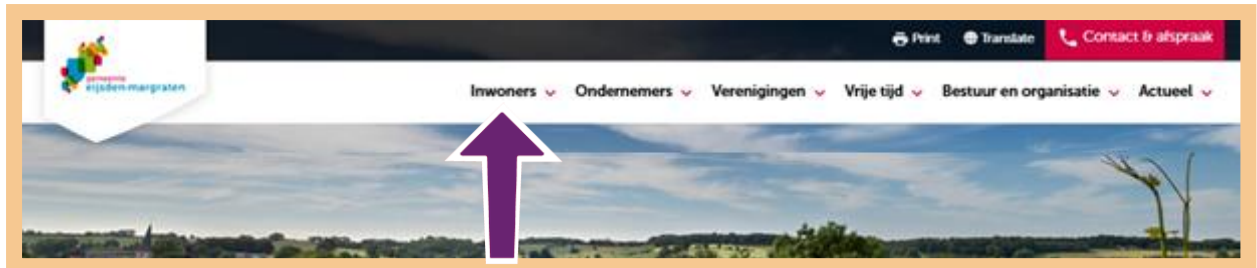 Print Translate Contact & afspraak
gemeente
eijsden-margraten
Inwoners Ondernemers Verenigingen Vrije tijd Bestuur en organisatie Actueel